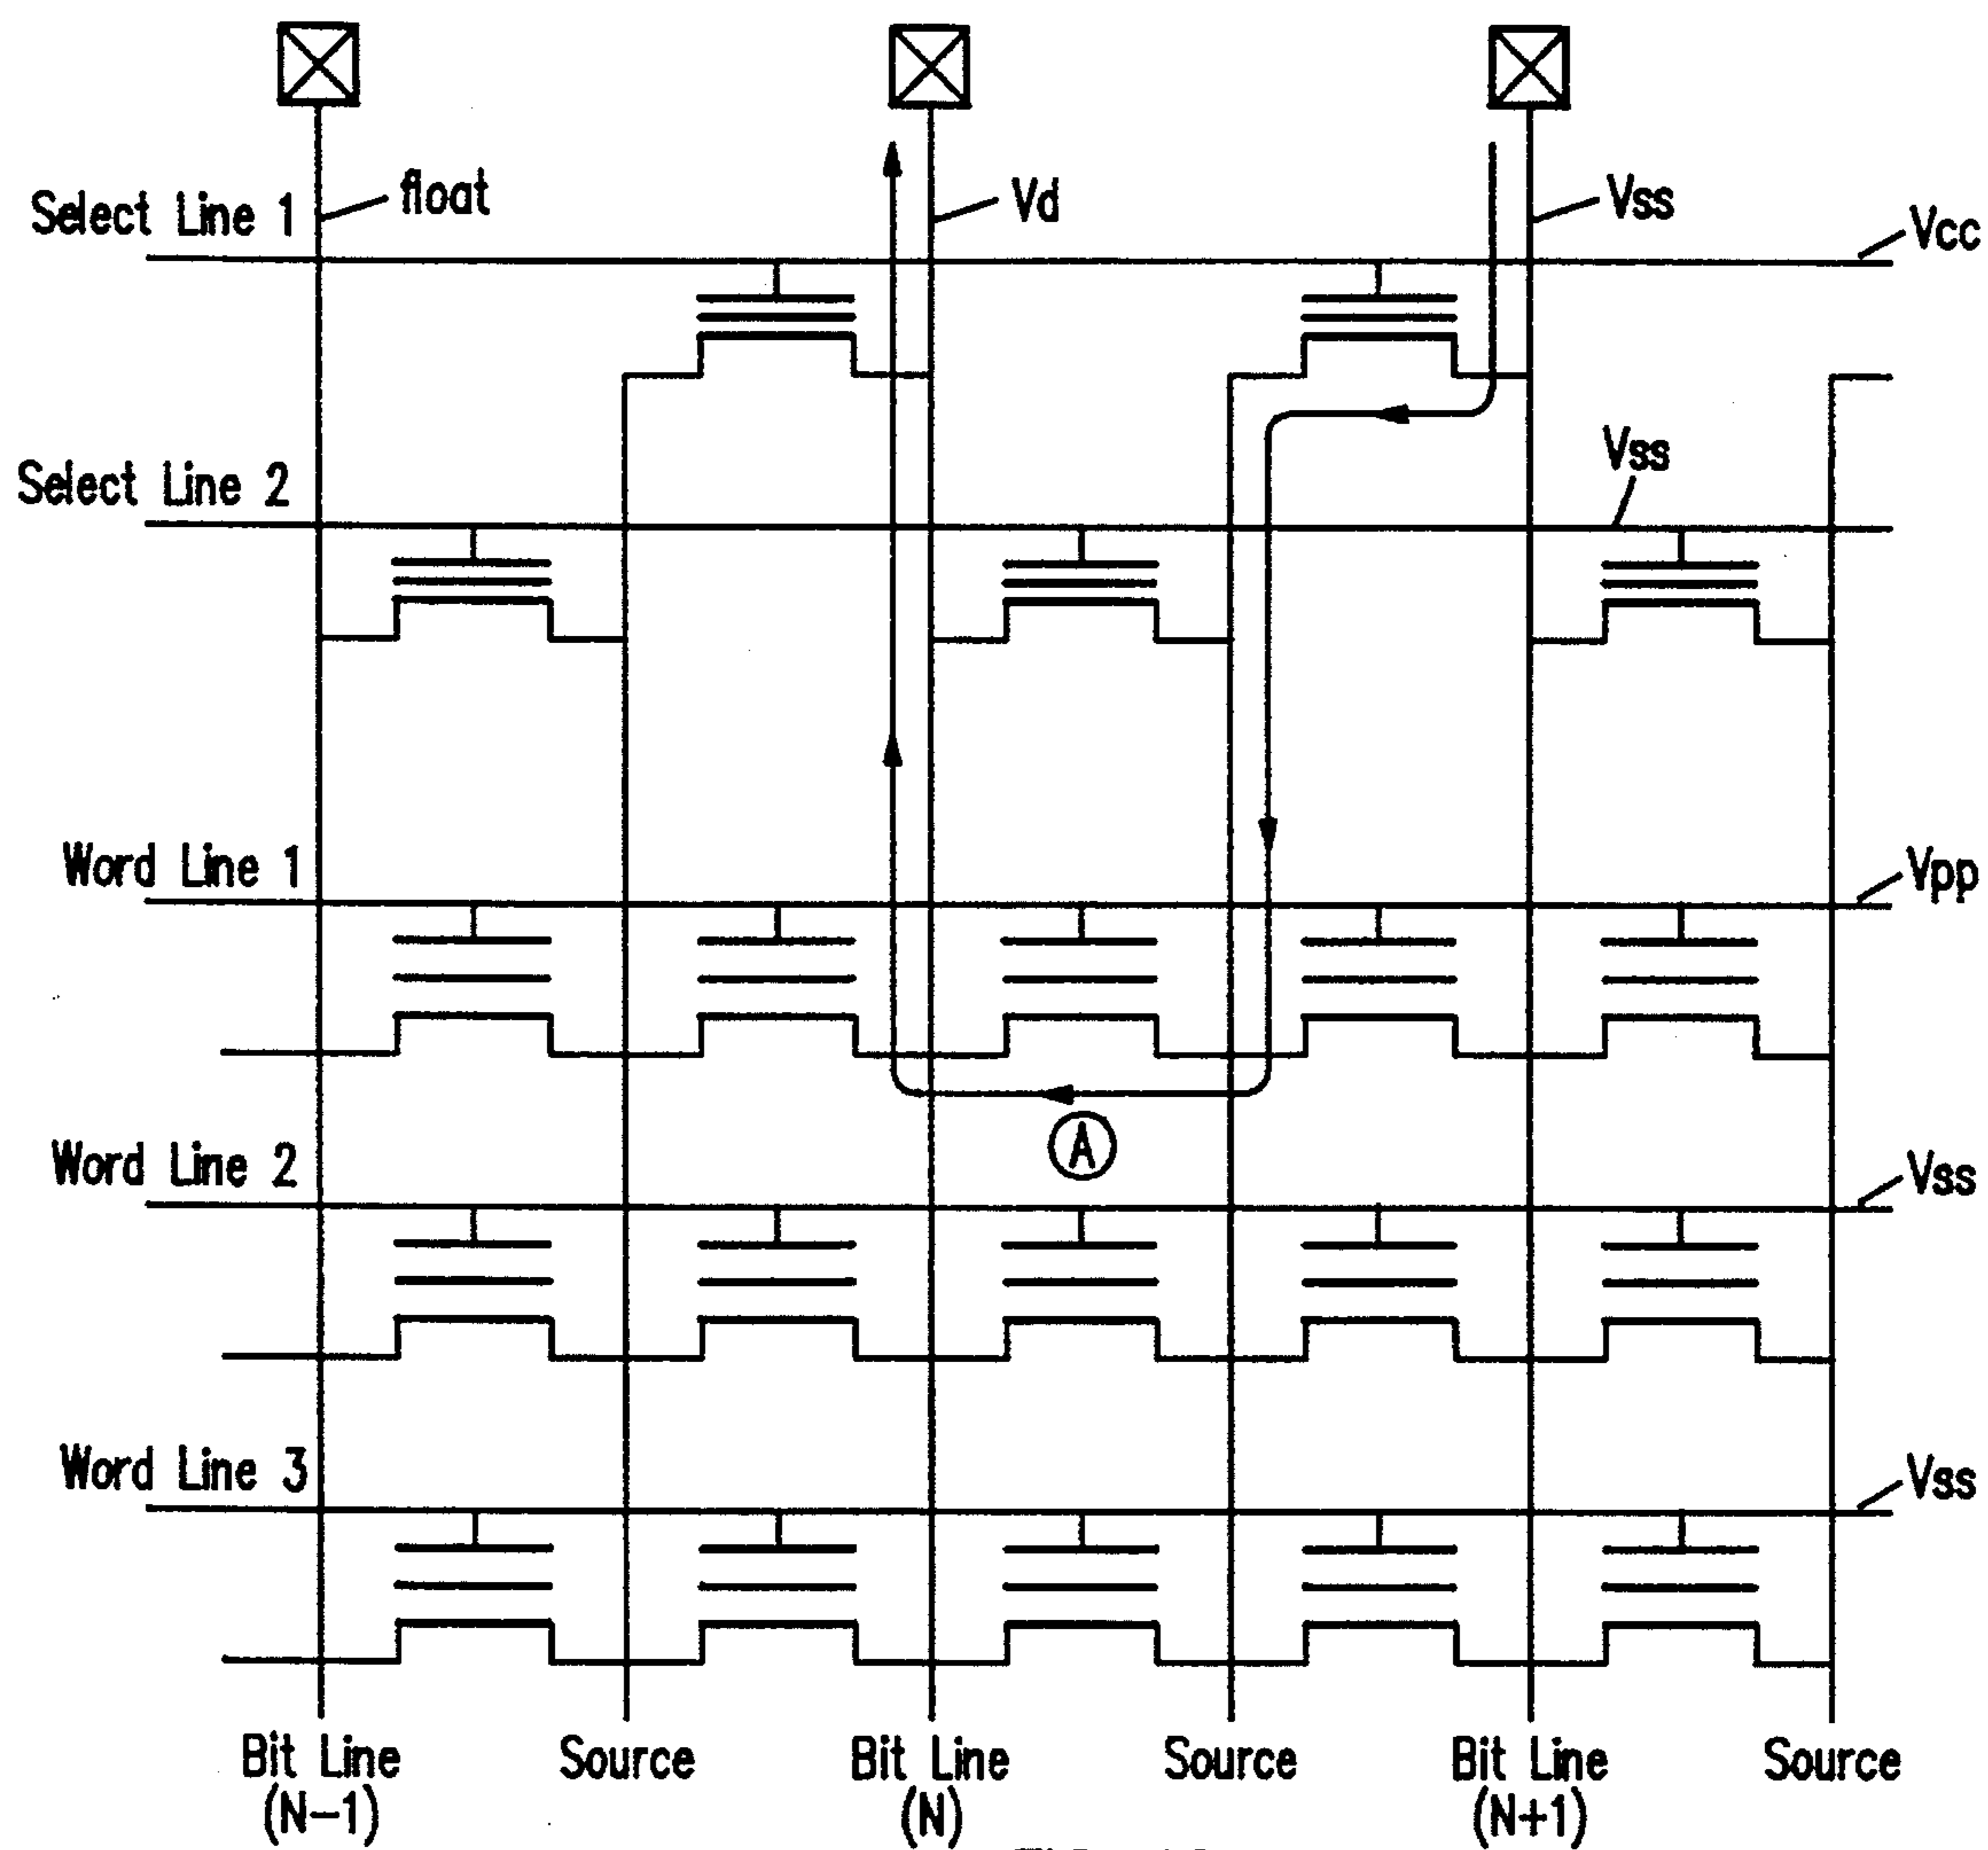 float
Vd
Vss
Select Line 1
Vcc
Select Line 2
Vss
Word Line 1
Vpp
A
Word Line 2
Vss
Word Line 3
Vss
Bit Line
(N-1)
Source
Bit Line
(N)
Source
Bit Line
(N+1)
Source